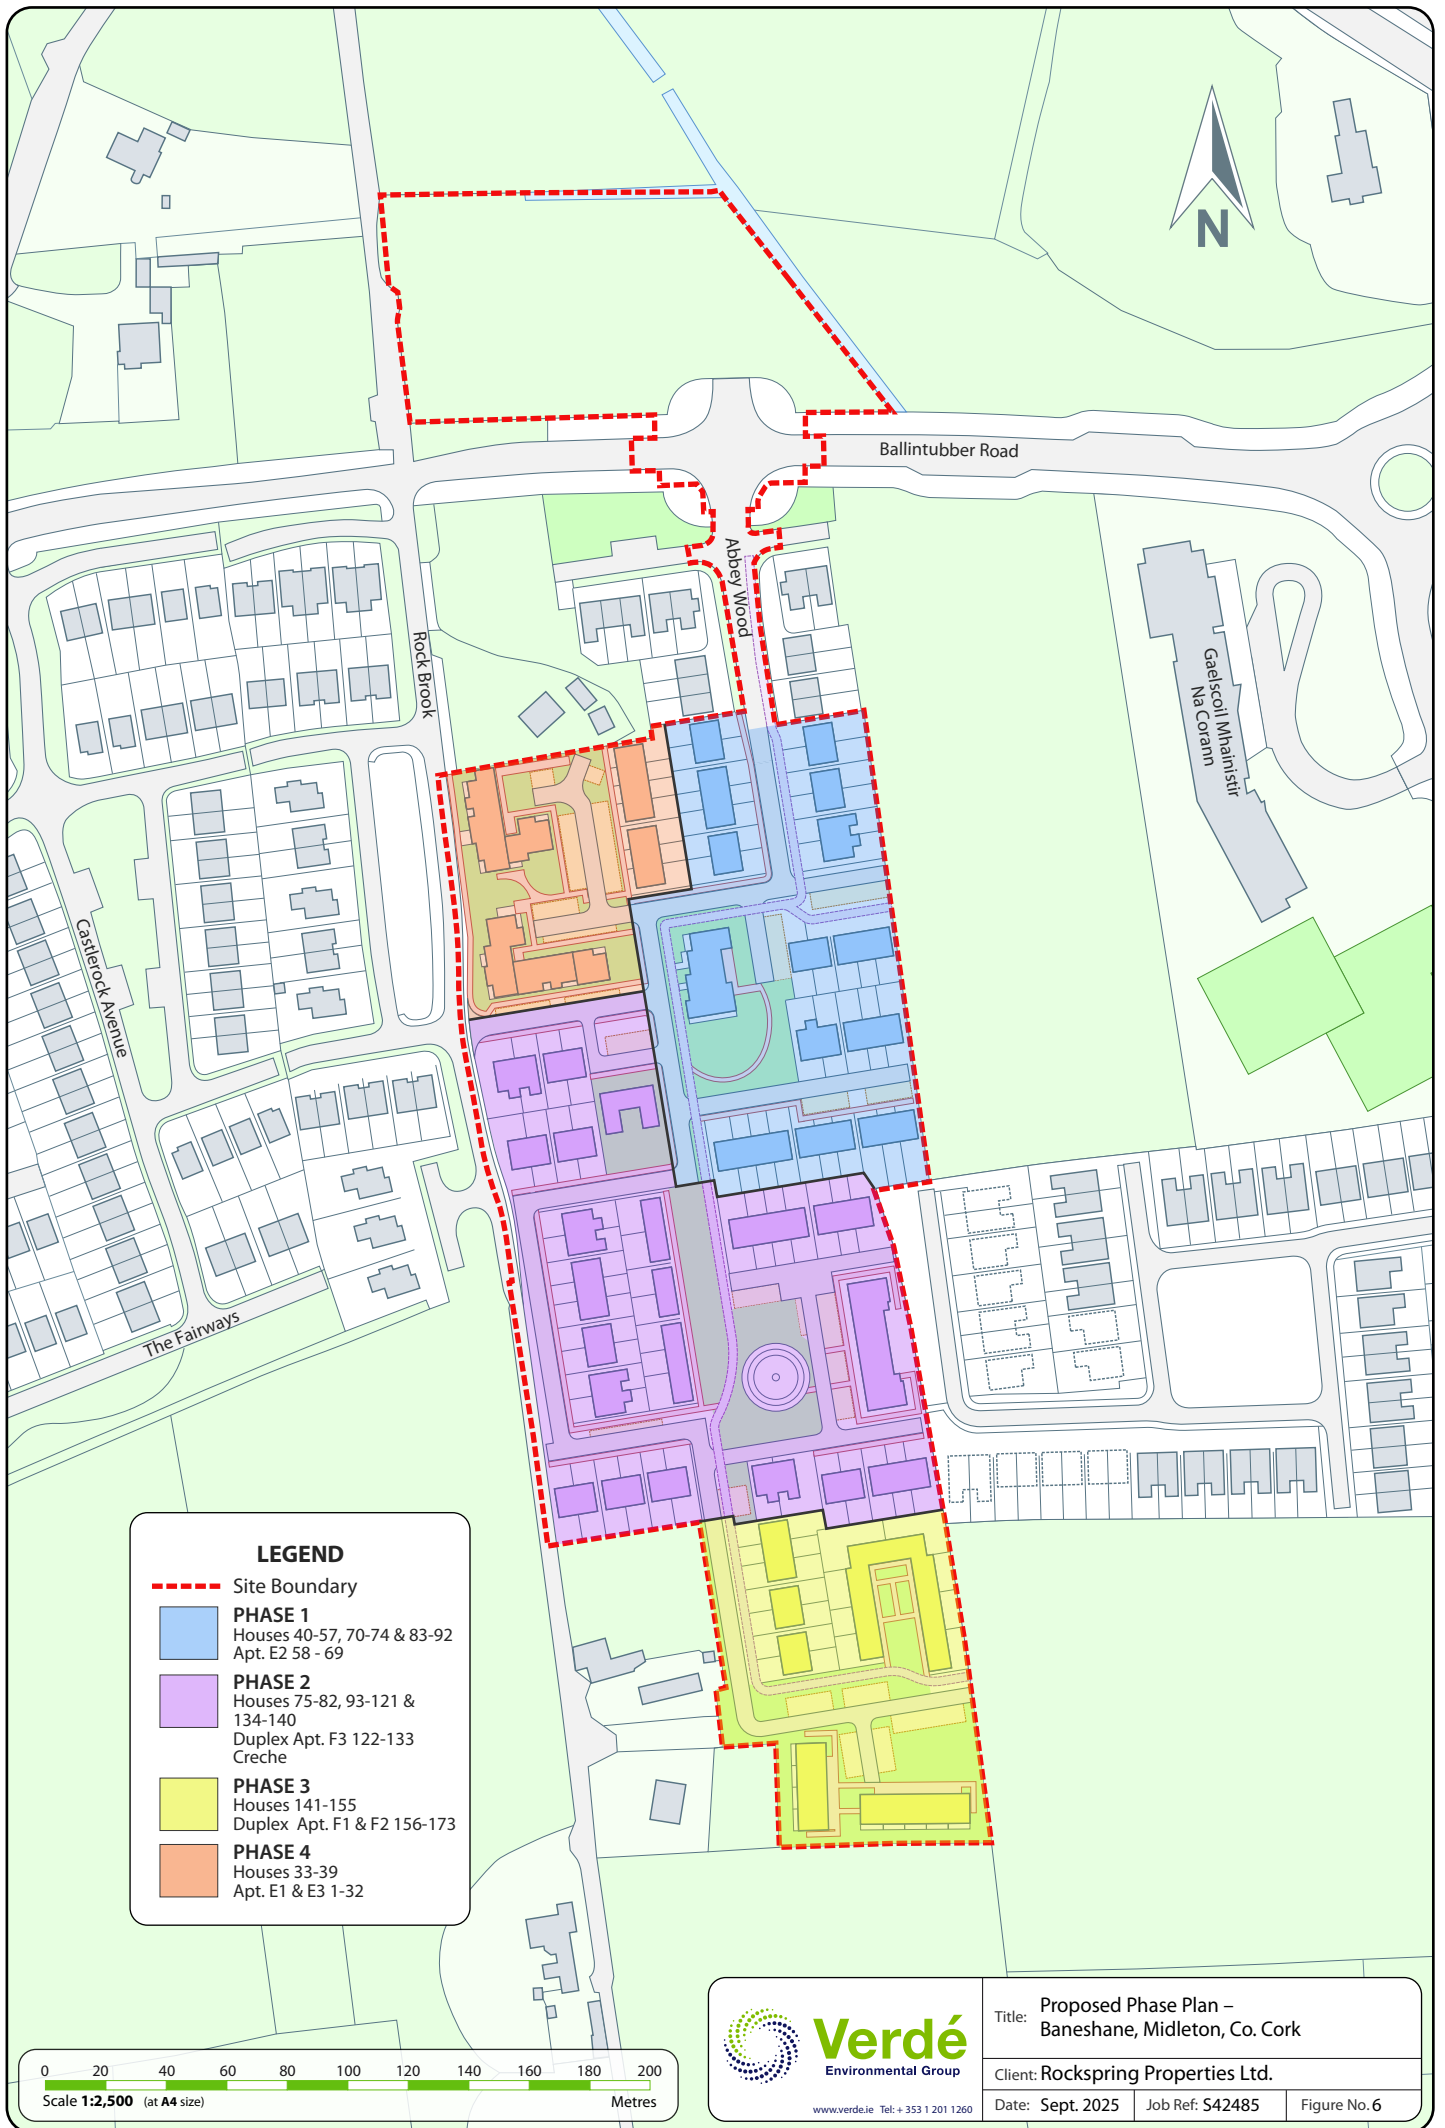 N
Ballintubber Road
Abbey Wood
Rock Brook
Gaelscoil Mhainistir
Na Corann
Castlerock Avenue
The Fairways
LEGEND
Site Boundary
PHASE 1
Houses 40-57, 70-74 & 83-92
Apt. E2 58 - 69
PHASE 2
Houses 75-82, 93-121 &
134-140
Duplex Apt. F3 122-133
Creche
PHASE 3
Houses 141-155
Duplex Apt. F1 & F2 156-173
PHASE 4
Houses 33-39
Apt. E1 & E3 1-32
0 20 40 60 80 100 120 140 160 180 200
Scale 1:2,500 (at A4 size) Metres
Verdé
Environmental Group
www.verde.ie Tel: + 353 1 201 1260
Title: Proposed Phase Plan –
Baneshane, Midleton, Co. Cork
Client: Rockspring Properties Ltd.
Date: Sept. 2025 Job Ref: S42485 Figure No. 6